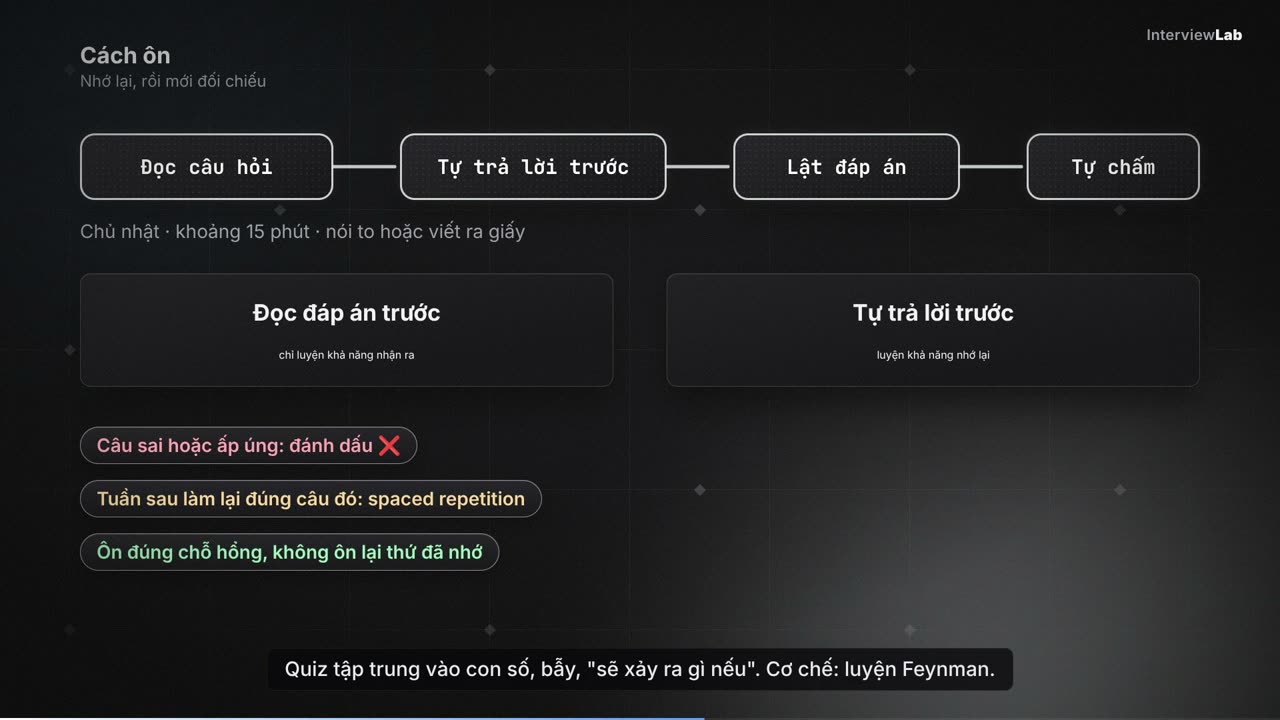 InterviewLab
Cách ôn
Nhớ lại, rồi mới đối chiếu
Đọc câu hỏi
Tự trả lời trước
Lật đáp án
Tự chấm
Chủ nhật · khoảng 15 phút · nói to hoặc viết ra giấy
Đọc đáp án trước
chỉ luyện khả năng nhận ra
Tự trả lời trước
luyện khả năng nhớ lại
Câu sai hoặc ấp úng: đánh dấu ❌
Tuần sau làm lại đúng câu đó: spaced repetition
Ôn đúng chỗ hổng, không ôn lại thứ đã nhớ
Quiz tập trung vào con số, bẫy, "sẽ xảy ra gì nếu". Cơ chế: luyện Feynman.